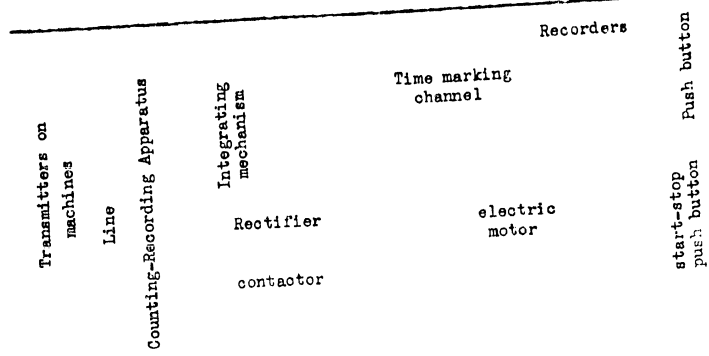 Recorders
Push button
Time marking
channel
Integrating
mechanism
Counting-Recording Apparatus
Transmitters on
machines
Line
Rectifier
electric
motor
start-stop
push button
contactor